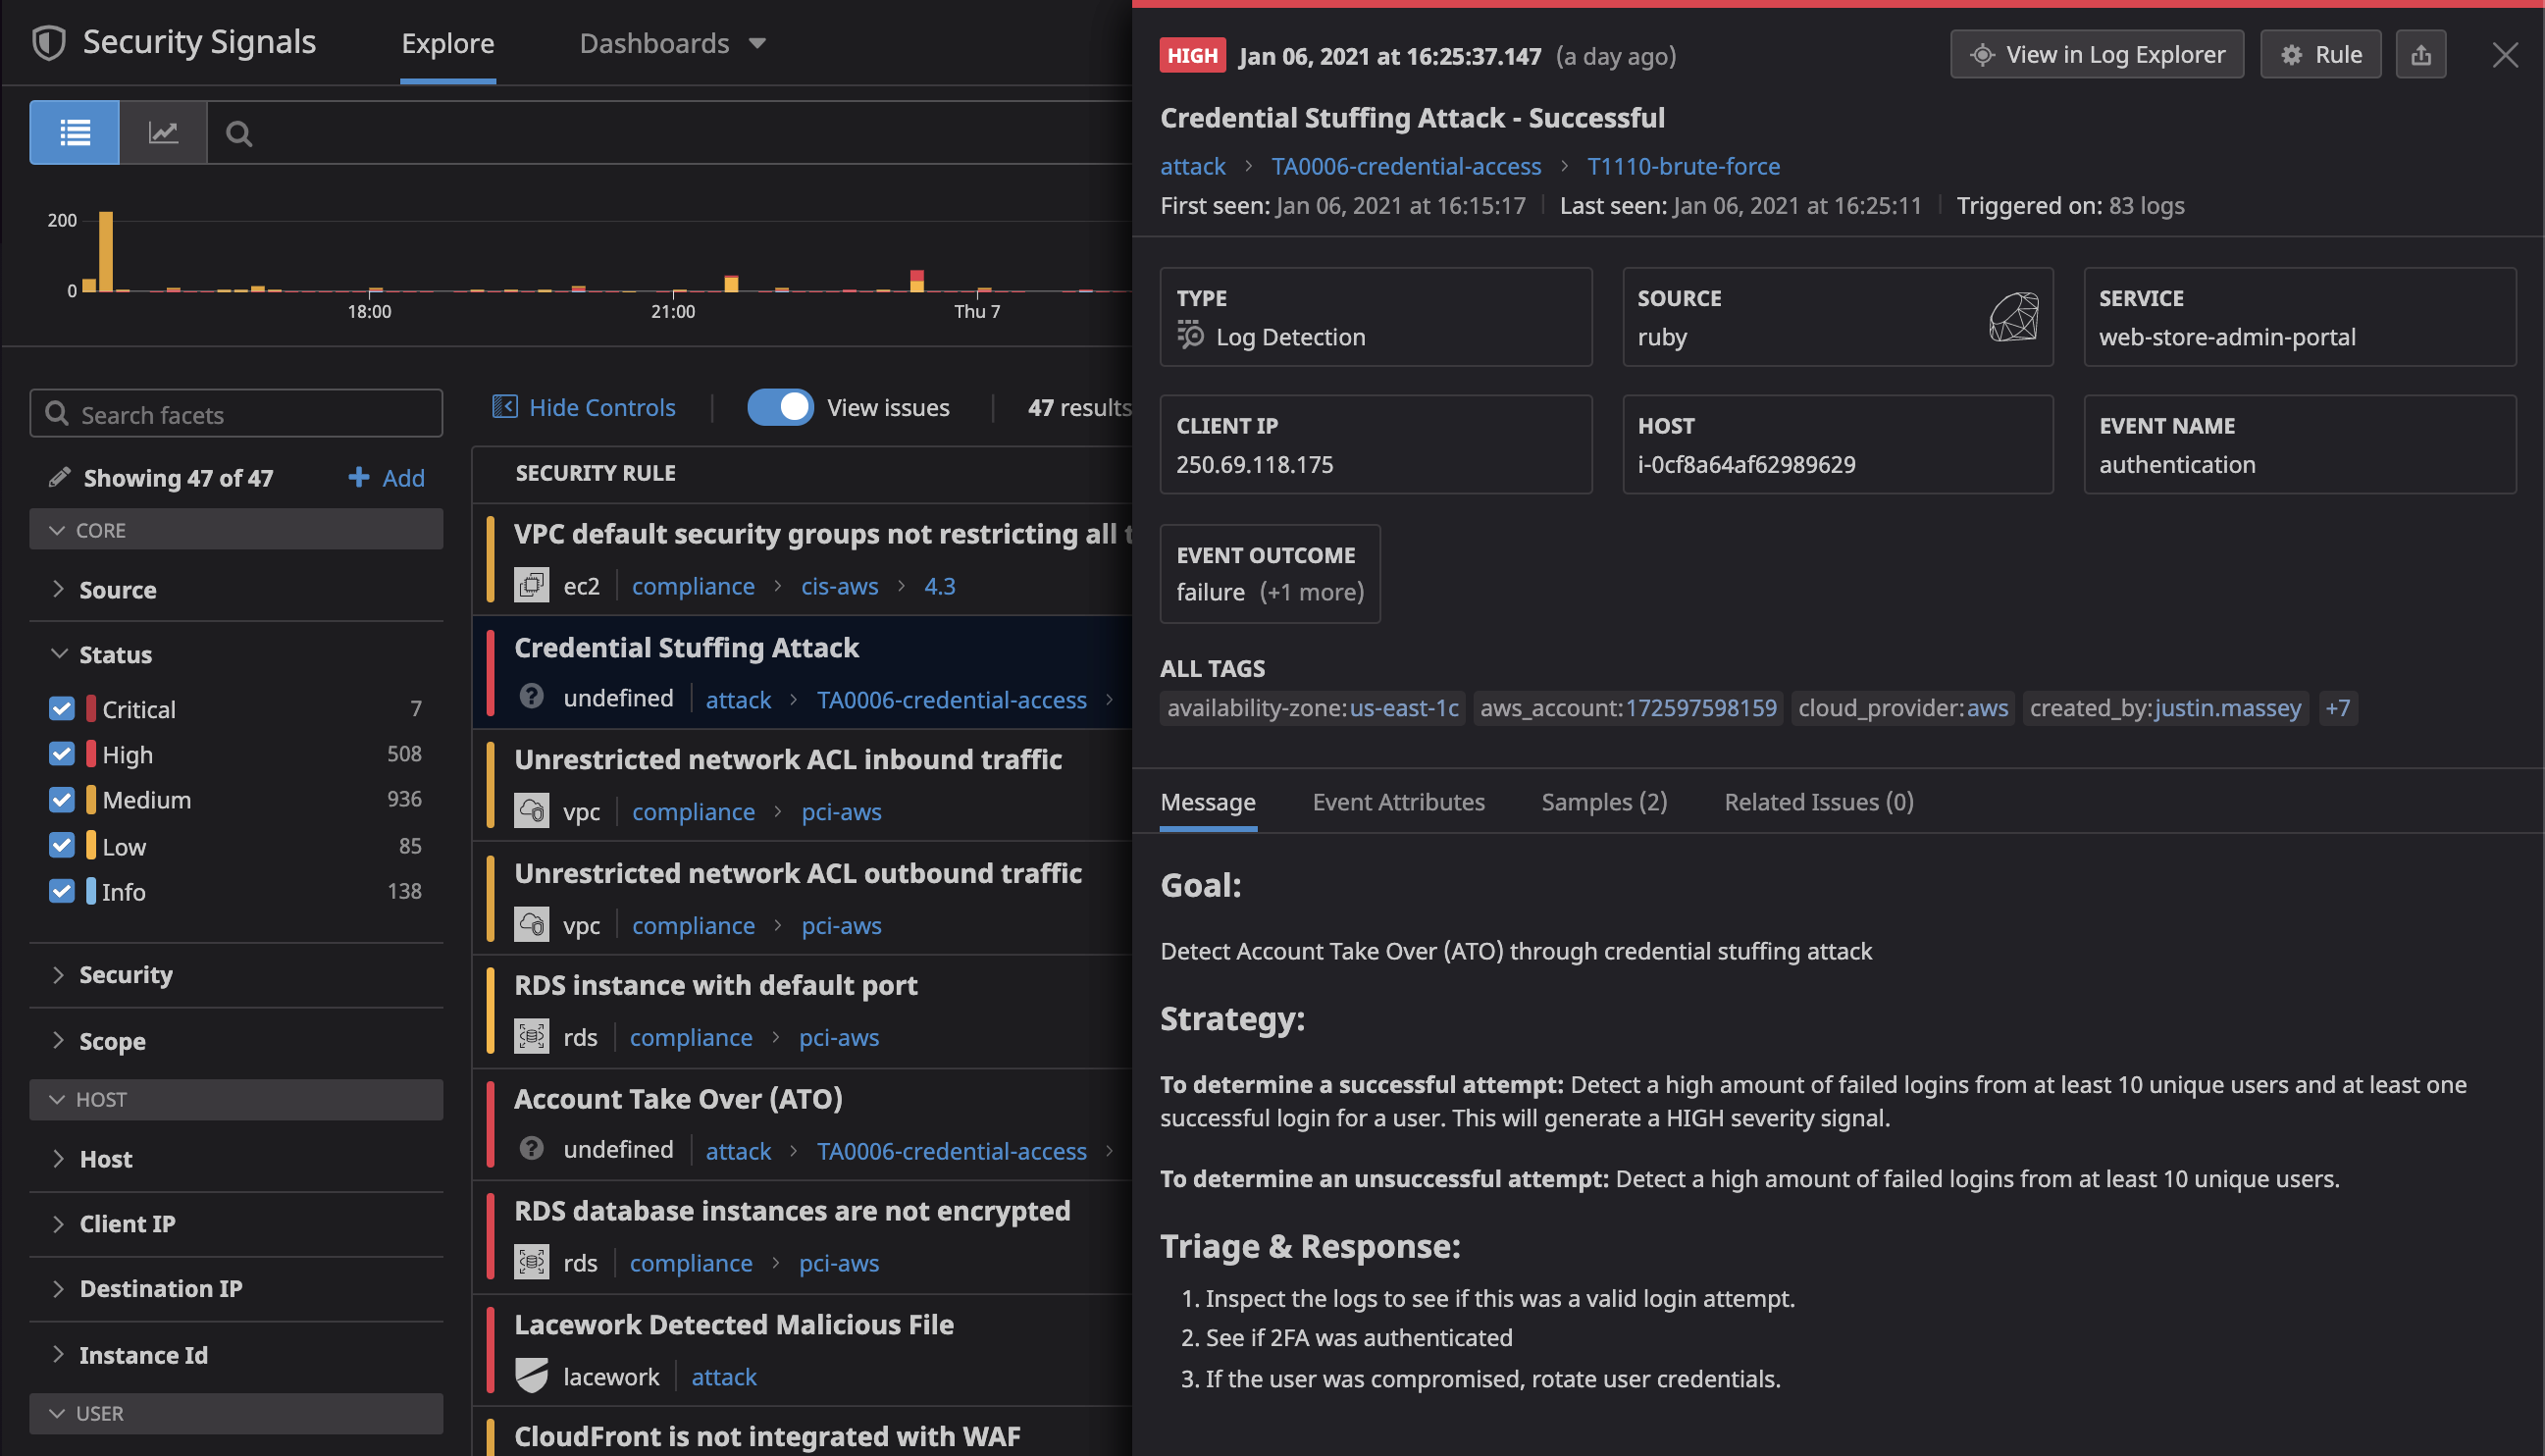 Security Signals
Explore
Dashboards
200
0
18:00
21:00
Thu 7
Search facets
Hide Controls
View issues
47 results
Showing 47 of 47
Add
CORE
Source
Status
Critical 7
High 508
Medium 936
Low 85
Info 138
Security
Scope
HOST
Host
Client IP
Destination IP
Instance Id
USER
SECURITY RULE
VPC default security groups not restricting all t
ec2 compliance > cis-aws > 4.3
Credential Stuffing Attack
undefined attack > TA0006-credential-access >
Unrestricted network ACL inbound traffic
vpc compliance > pci-aws
Unrestricted network ACL outbound traffic
vpc compliance > pci-aws
RDS instance with default port
rds compliance > pci-aws
Account Take Over (ATO)
undefined attack > TA0006-credential-access >
RDS database instances are not encrypted
rds compliance > pci-aws
Lacework Detected Malicious File
lacework attack
CloudFront is not integrated with WAF
HIGH Jan 06, 2021 at 16:25:37.147 (a day ago)
View in Log Explorer
Rule
Credential Stuffing Attack - Successful
attack > TA0006-credential-access > T1110-brute-force
First seen: Jan 06, 2021 at 16:15:17 Last seen: Jan 06, 2021 at 16:25:11 Triggered on: 83 logs
TYPE
Log Detection
SOURCE
ruby
SERVICE
web-store-admin-portal
CLIENT IP
250.69.118.175
HOST
i-0cf8a64af62989629
EVENT NAME
authentication
EVENT OUTCOME
failure (+1 more)
ALL TAGS
availability-zone:us-east-1c aws_account:172597598159 cloud_provider:aws created_by:justin.massey +7
Message Event Attributes Samples (2) Related Issues (0)
Goal:
Detect Account Take Over (ATO) through credential stuffing attack
Strategy:
To determine a successful attempt: Detect a high amount of failed logins from at least 10 unique users and at least one
successful login for a user. This will generate a HIGH severity signal.
To determine an unsuccessful attempt: Detect a high amount of failed logins from at least 10 unique users.
Triage & Response:
1. Inspect the logs to see if this was a valid login attempt.
2. See if 2FA was authenticated
3. If the user was compromised, rotate user credentials.